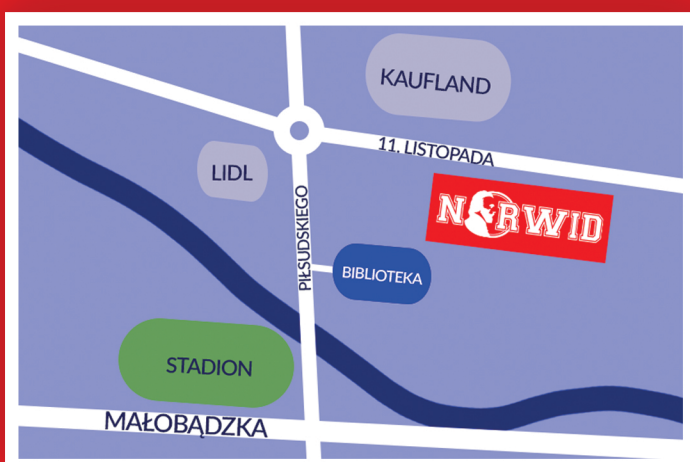 KAUFLAND
11. LISTOPADA
LIDL
NORWID
PIŁSUDSKIEGO
BIBLIOTEKA
STADION
MAŁOBĄDZKA